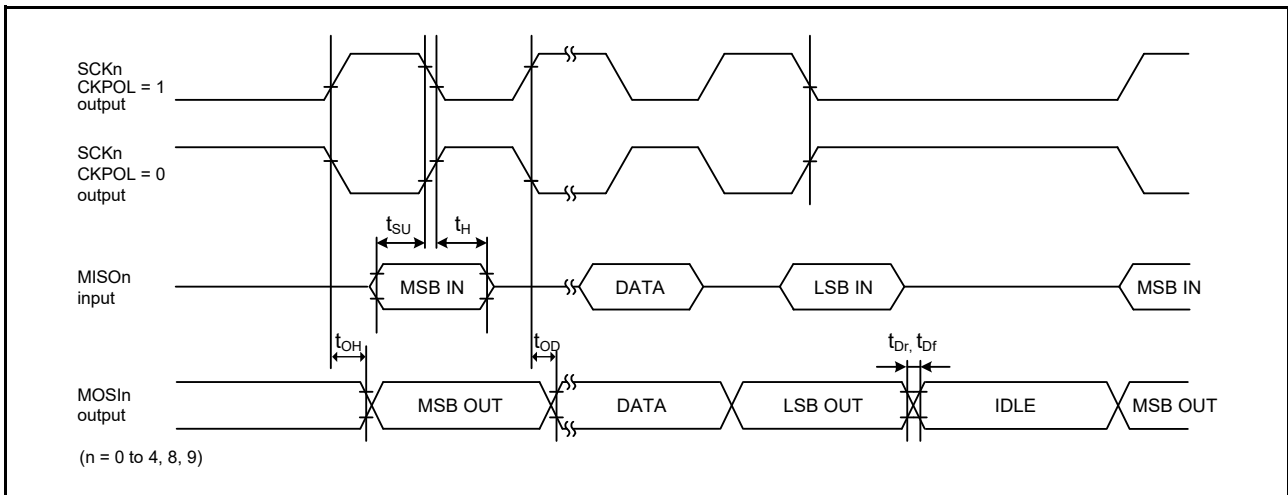 SCKn
CKPOL = 1
output
SCKn
CKPOL = 0
output
tSU
tH
MISOn
input
MSB IN
DATA
LSB IN
MSB IN
tOH
tOD
tDr, tDf
MOSIn
output
MSB OUT
DATA
LSB OUT
IDLE
MSB OUT
(n = 0 to 4, 8, 9)